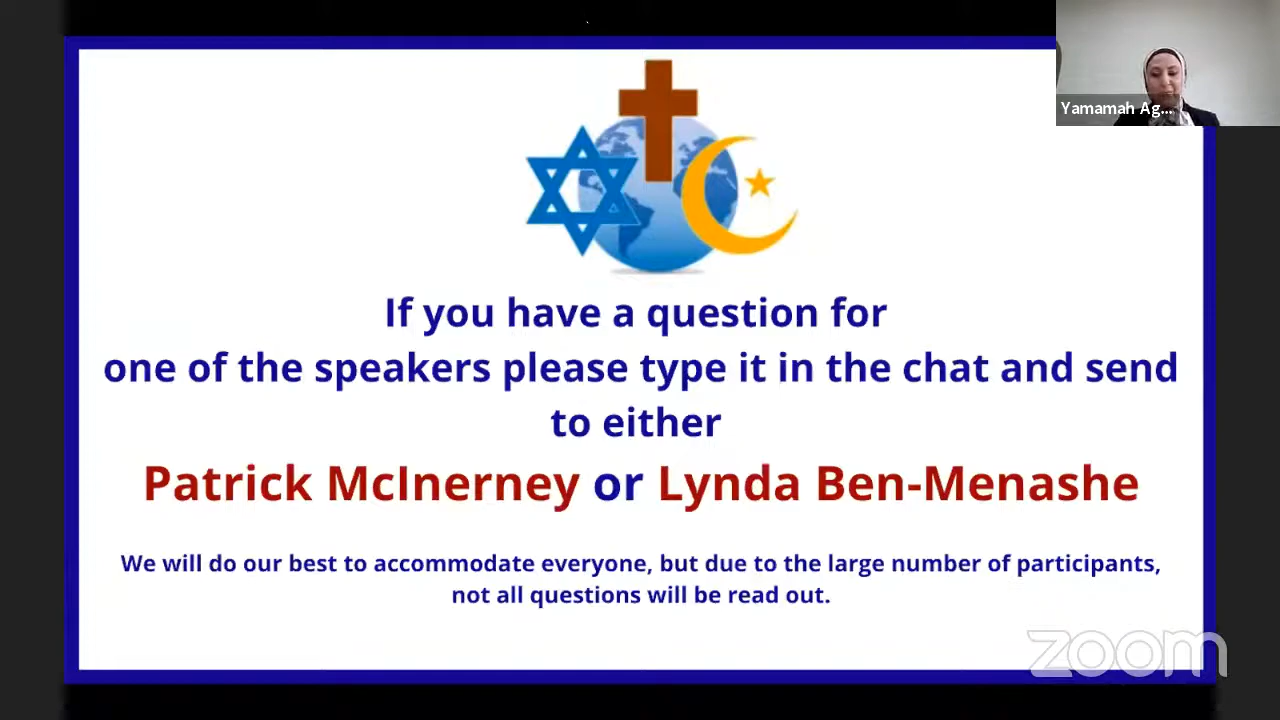 Yamamah Ag...
If you have a question for
one of the speakers please type it in the chat and send
to either
Patrick McInerney or Lynda Ben-Menashe
We will do our best to accommodate everyone, but due to the large number of participants,
not all questions will be read out.
zoom